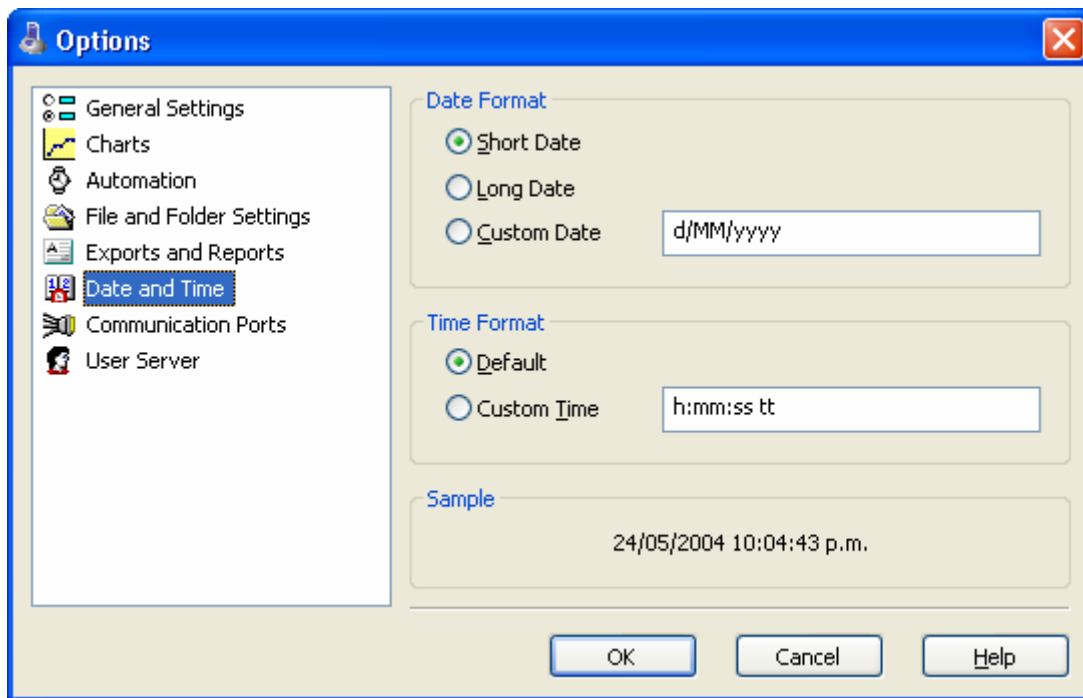 Options
General Settings
Charts
Automation
File and Folder Settings
Exports and Reports
Date and Time
Communication Ports
User Server
Date Format
Short Date
Long Date
Custom Date d/MM/yyyy
Time Format
Default
Custom Time h:mm:ss tt
Sample
24/05/2004 10:04:43 p.m.
OK Cancel Help